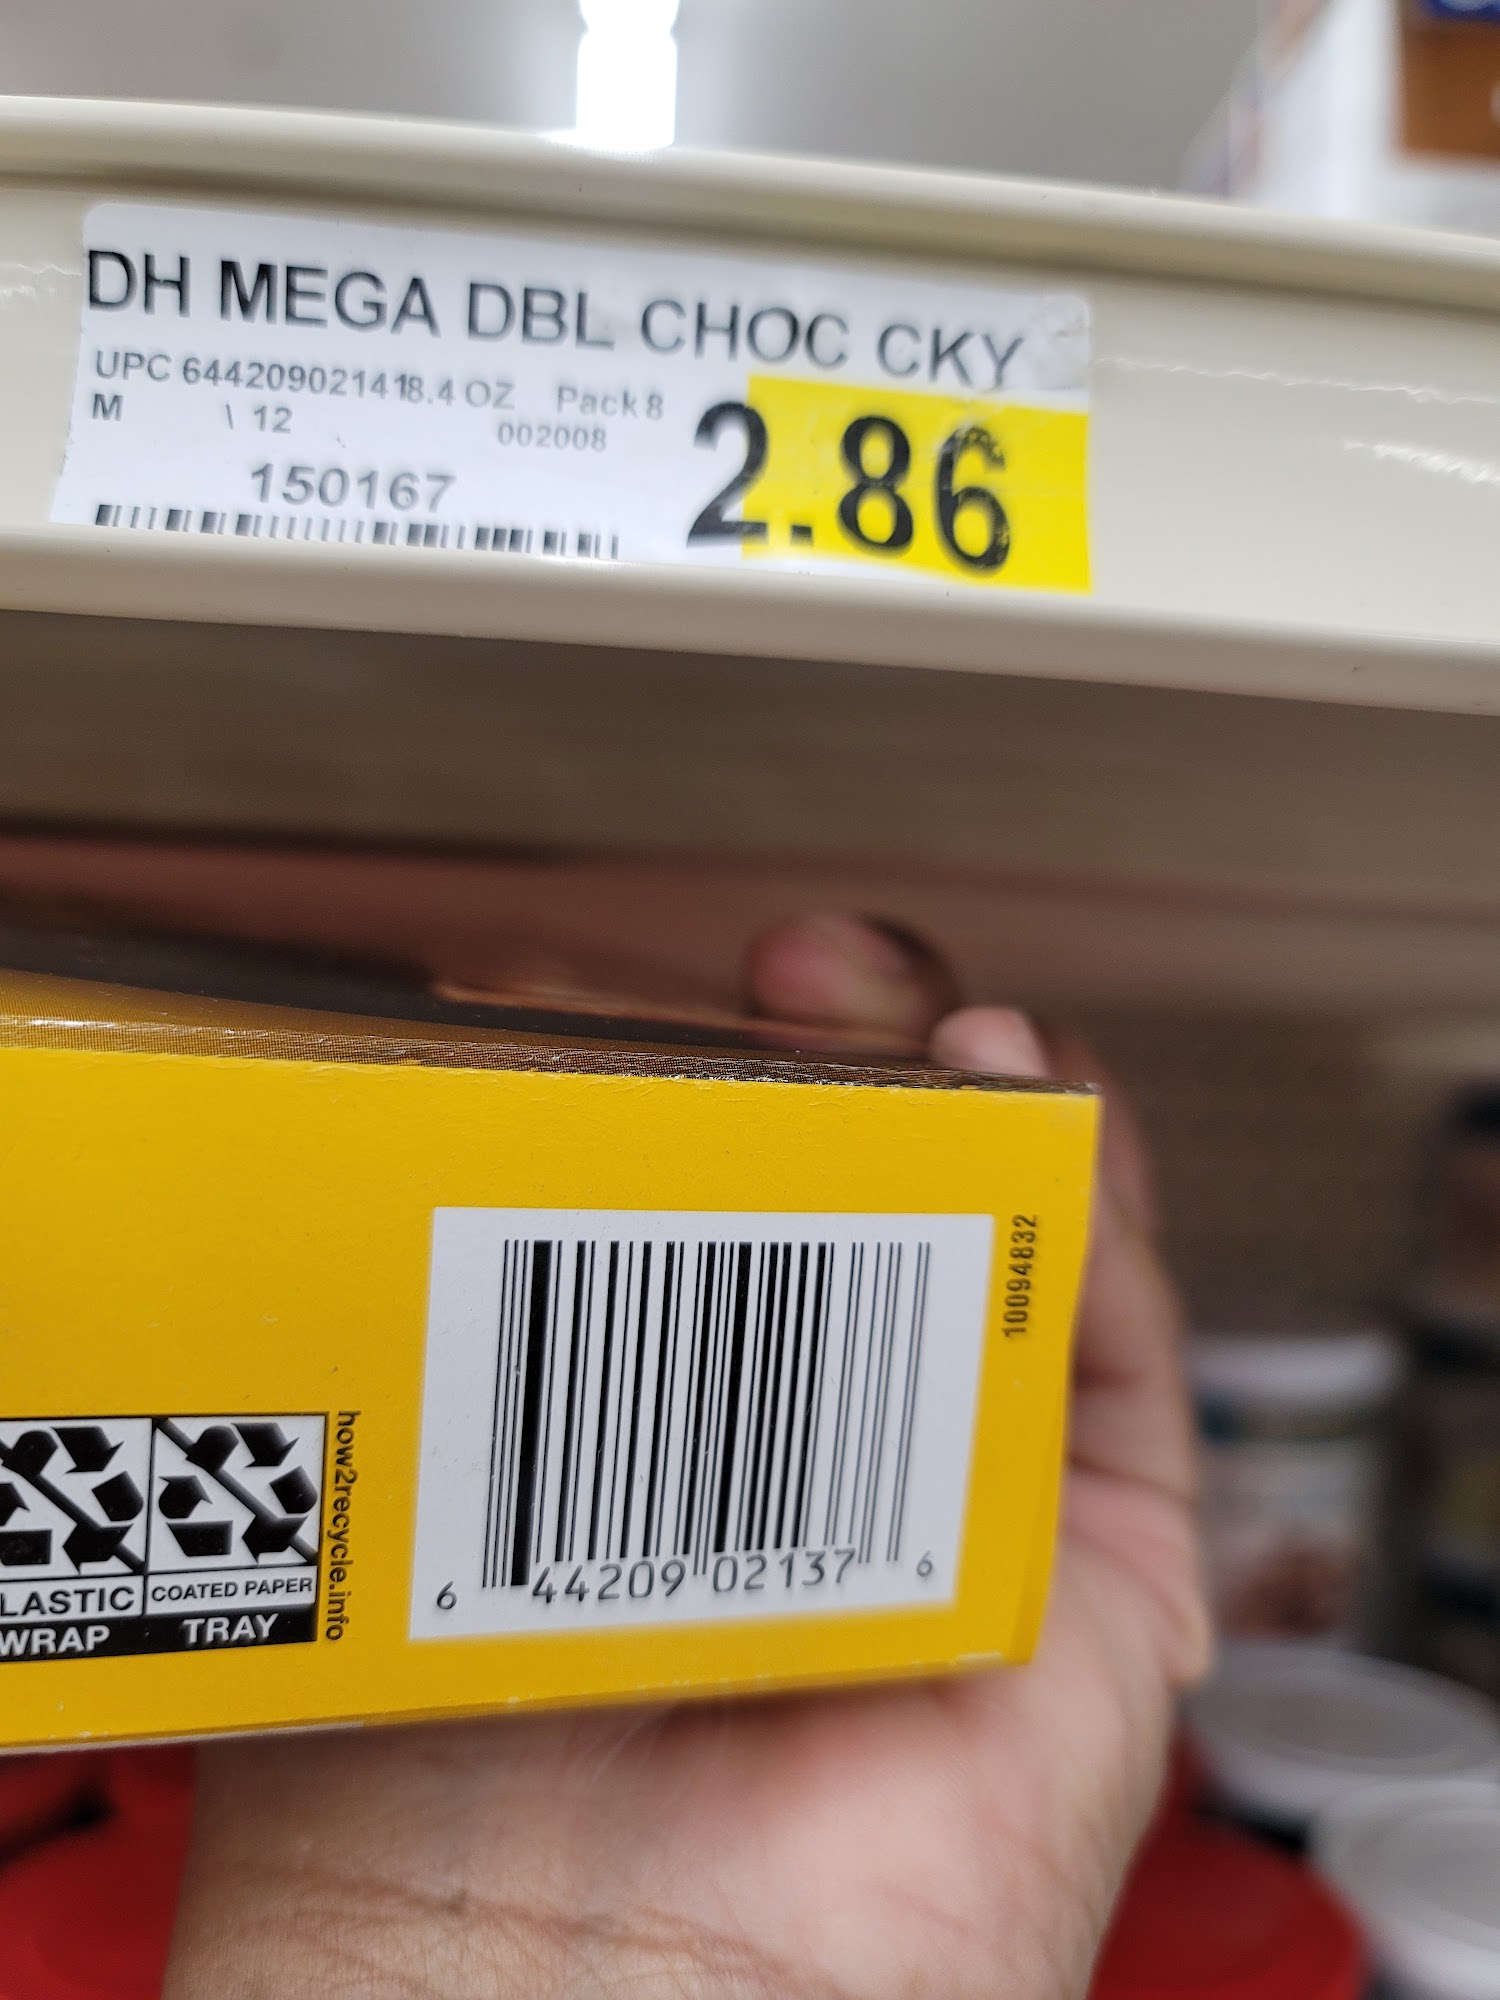 DH MEGA DBL CHOC CKY
UPC 64420902141 8.4 OZ Pack 8
M \ 12 002008
2.86
150167
10094832
6 44209 02137 6
how2recycle.info
LASTIC COATED PAPER
WRAP TRAY